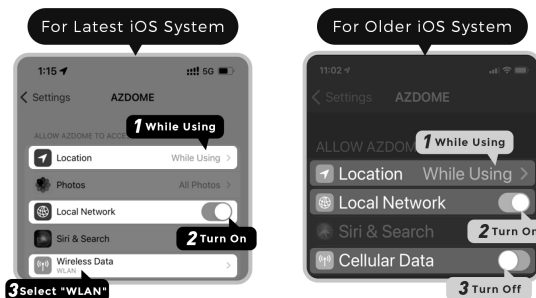 For Latest iOS System
1:15 5G
Settings AZDOME
ALLOW AZDOME TO ACCE
1 While Using
Location While Using
Photos All Photos
Local Network
2 Turn On
Siri & Search
Wireless Data
WLAN
3 Select "WLAN"
For Older iOS System
11:02
Settings AZDOME
ALLOW AZDOM
1 While Using
Location While Using
Local Network
2 Turn On
Siri & Search
Cellular Data
3 Turn Off